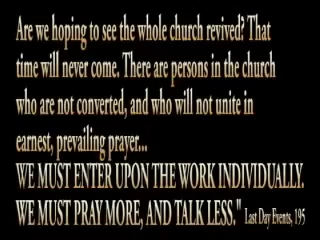 Are we hoping to see the whole church revived? That
time will never come. There are persons in the church
who are not converted, and who will not unite in
earnest, prevailing prayer...
WE MUST ENTER UPON THE WORK INDIVIDUALLY.
WE MUST PRAY MORE, AND TALK LESS." Last Day Events, 195